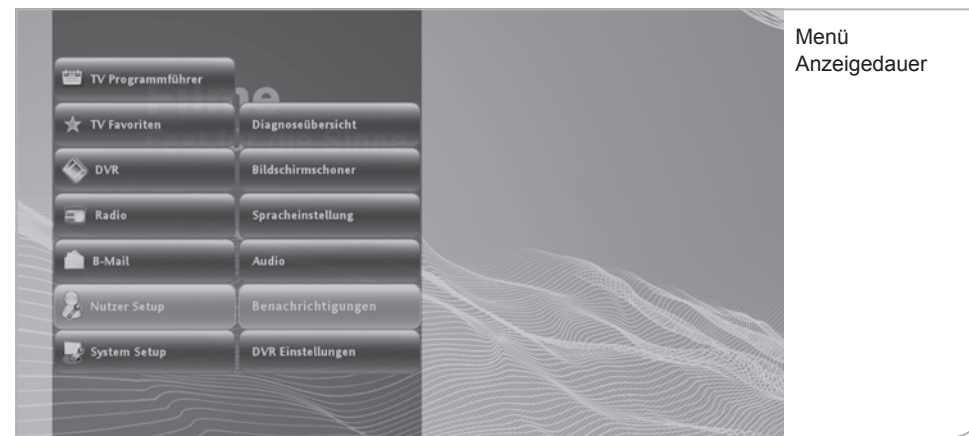 Menü
Anzeigedauer
TV Programmführer
TV Favoriten
Diagnoseübersicht
DVR
Bildschirmschoner
Radio
Spracheinstellung
B-Mail
Audio
Nutzer Setup
Benachrichtigungen
System Setup
DVR Einstellungen